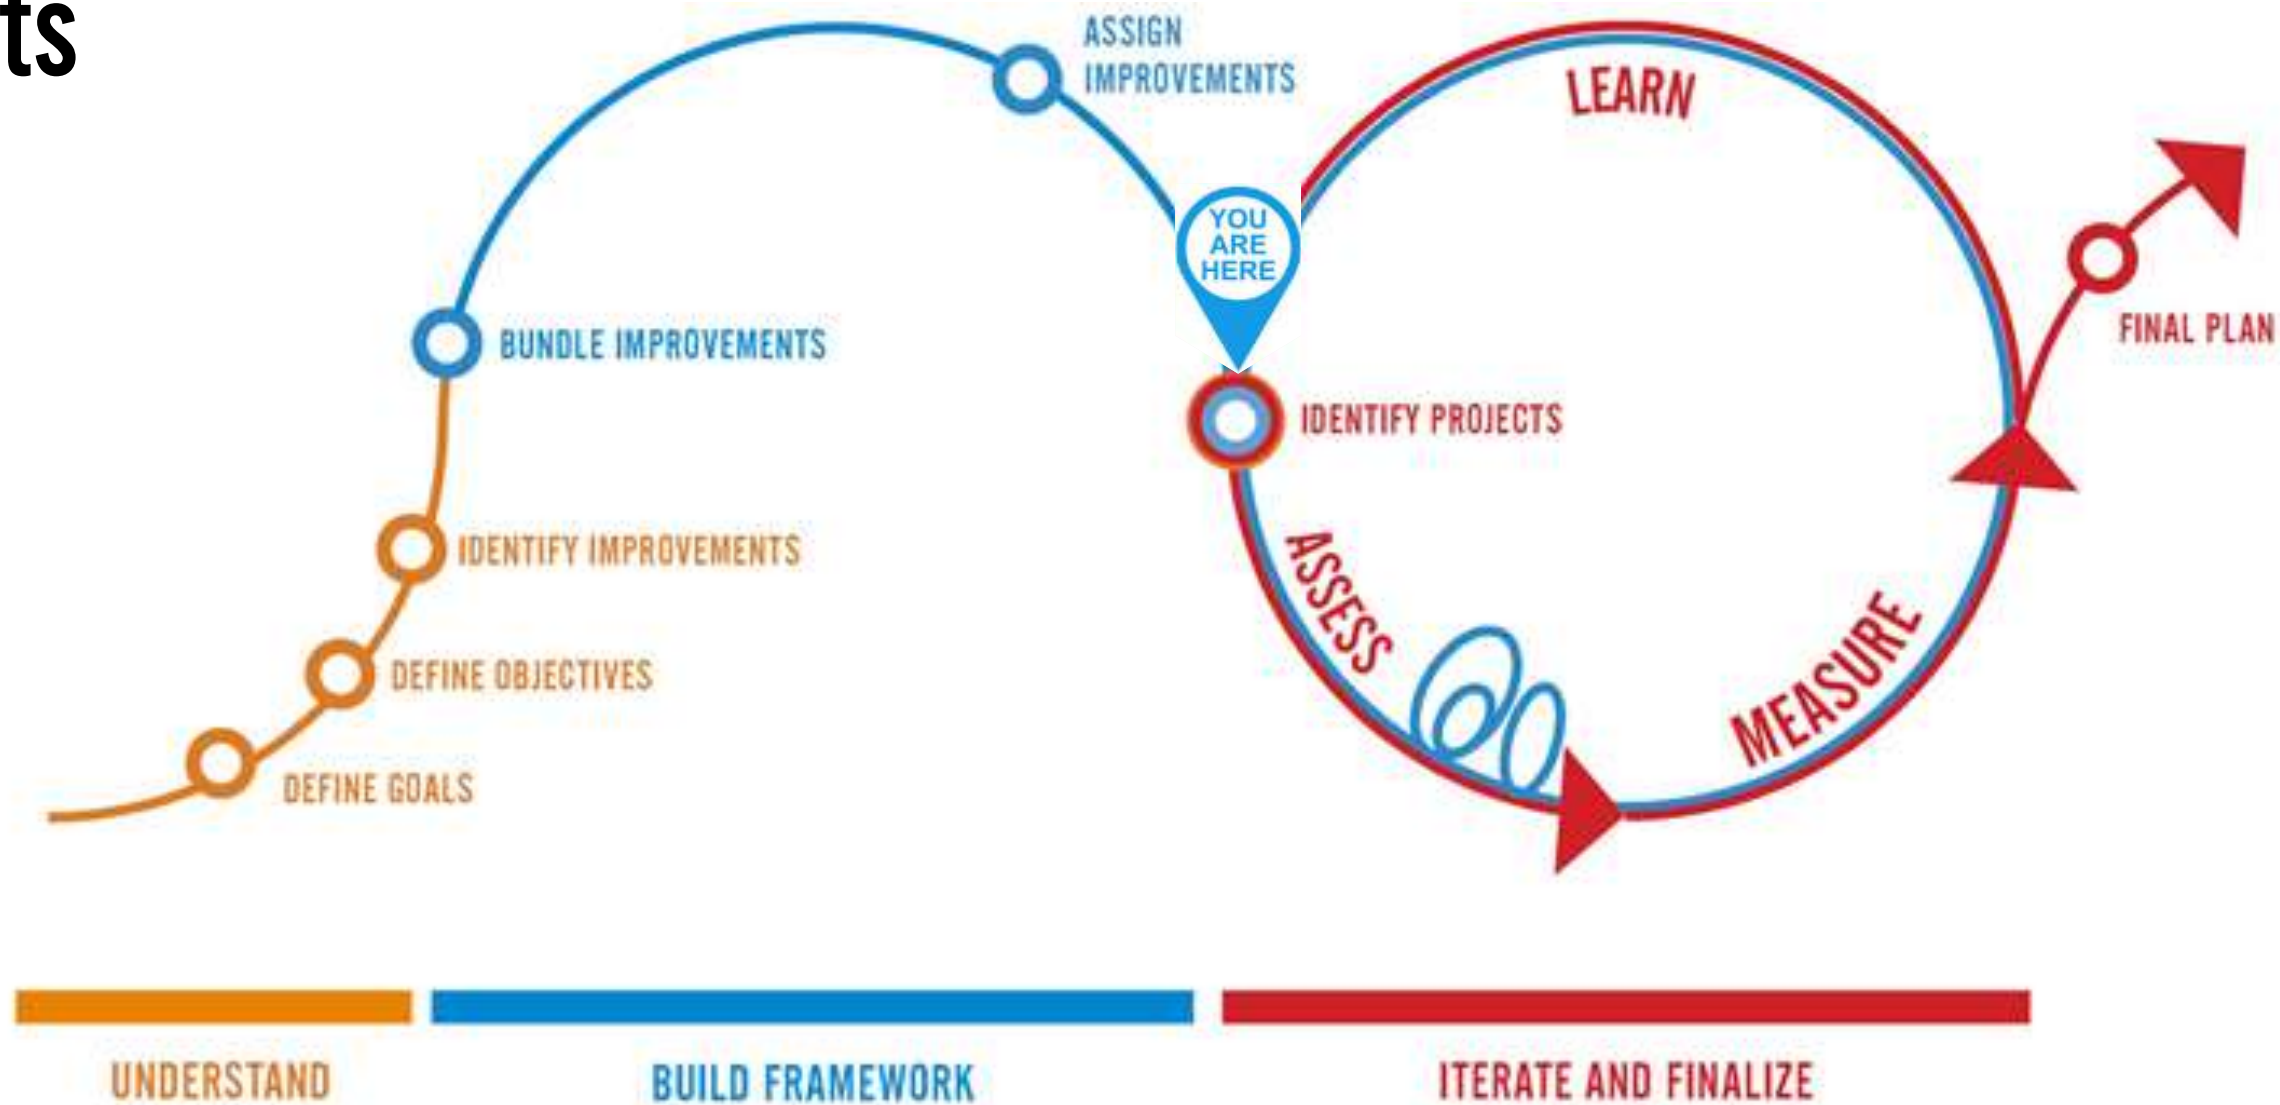 ts
ASSIGN
IMPROVEMENTS
LEARN
YOU
ARE
HERE
BUNDLE IMPROVEMENTS
FINAL PLAN
IDENTIFY PROJECTS
IDENTIFY IMPROVEMENTS
ASSESS
MEASURE
DEFINE OBJECTIVES
DEFINE GOALS
UNDERSTAND
BUILD FRAMEWORK
ITERATE AND FINALIZE